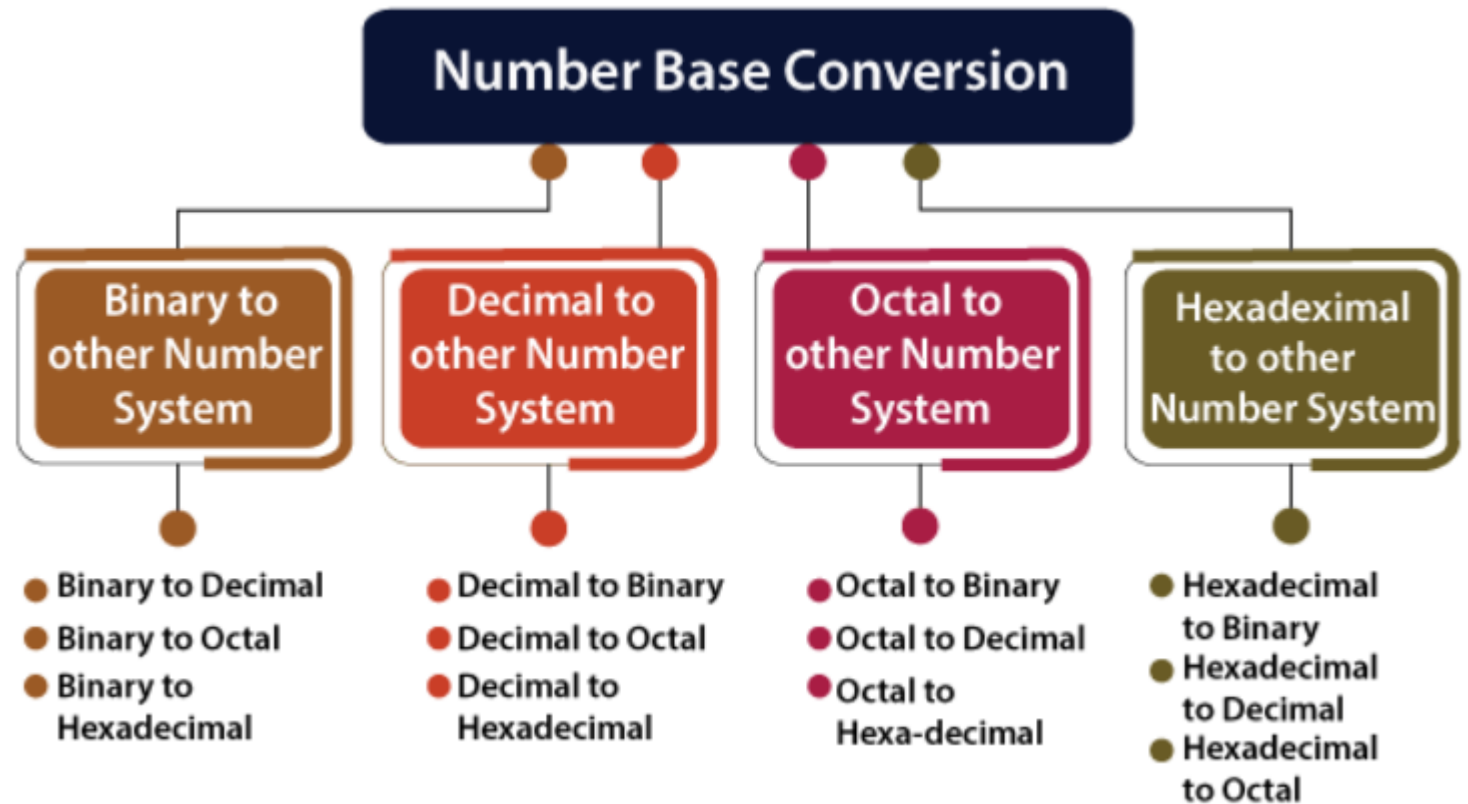 Number Base Conversion
Binary to
other Number
System
Decimal to
other Number
System
Octal to
other Number
System
Hexadeximal
to other
Number System
Binary to Decimal
Binary to Octal
Binary to
Hexadecimal
Decimal to Binary
Decimal to Octal
Decimal to
Hexadecimal
Octal to Binary
Octal to Decimal
Octal to
Hexa-decimal
Hexadecimal
to Binary
Hexadecimal
to Decimal
Hexadecimal
to Octal